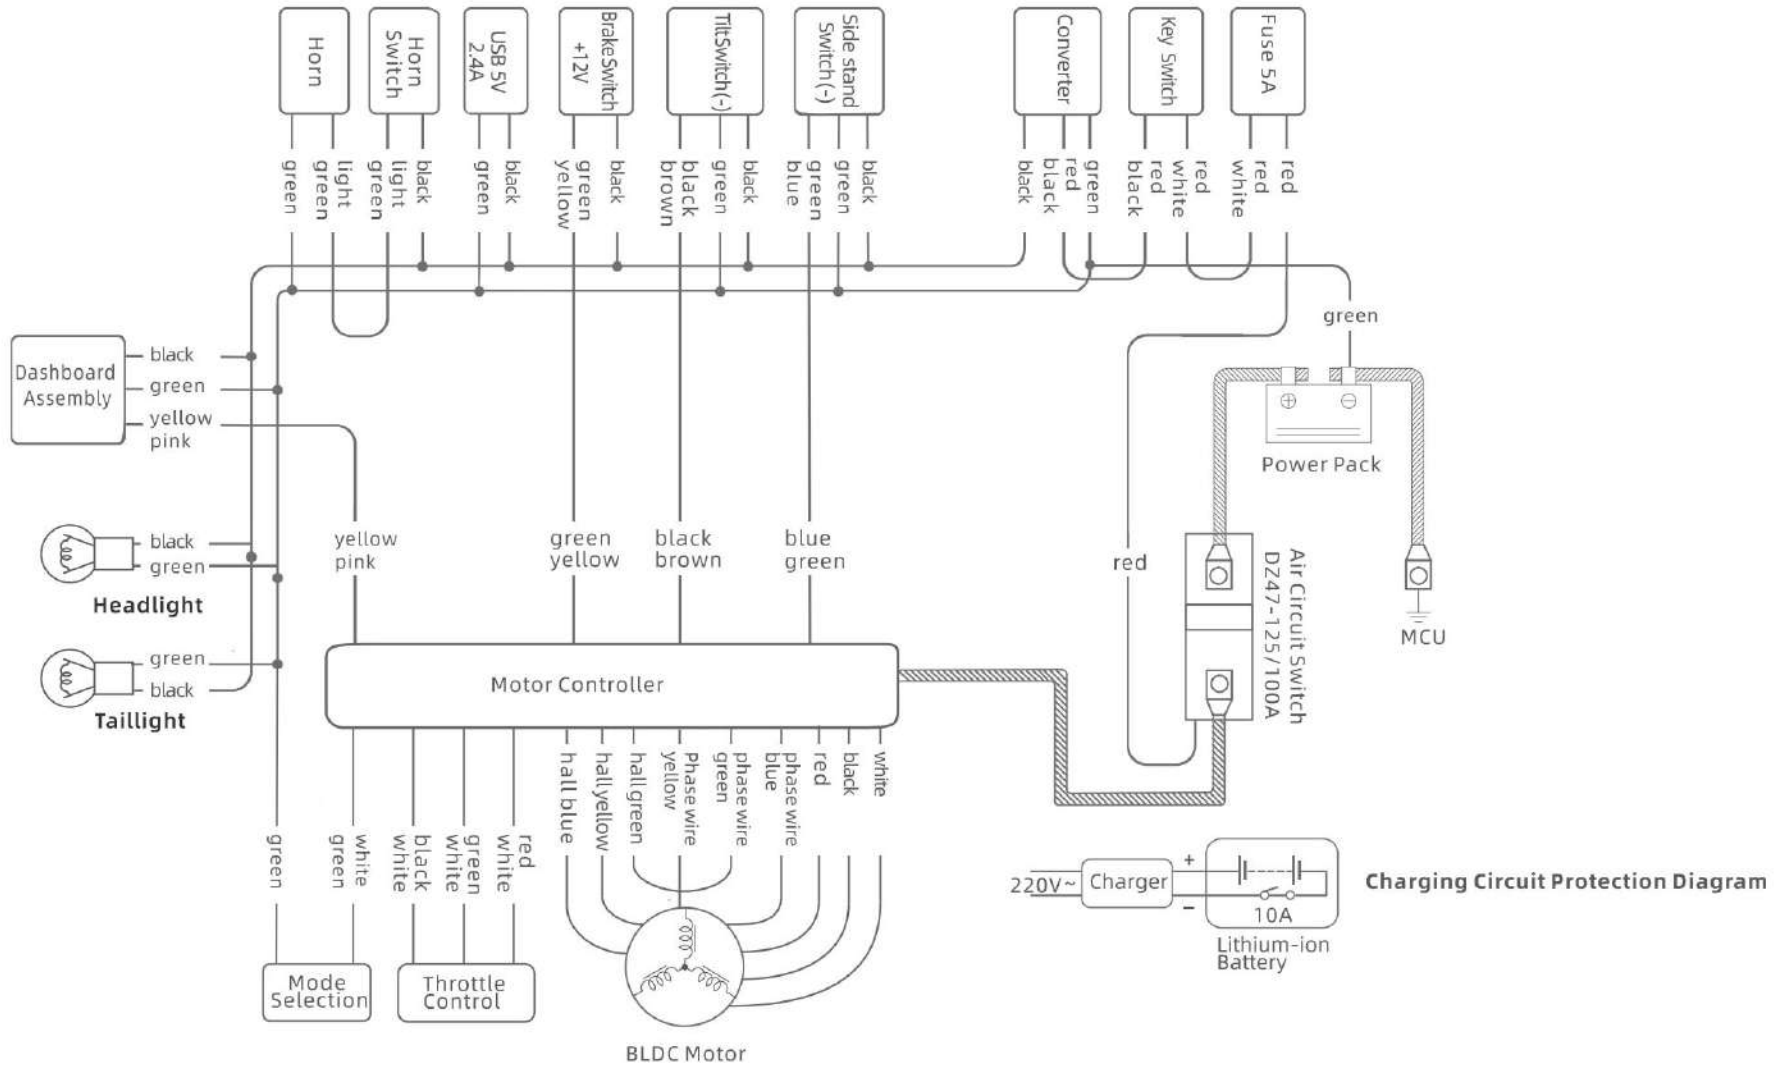 Horn
Horn
Switch
USB 5V
2.4A
BrakeSwitch
+12V
TiltSwitch(-)
Side stand
Switch(-)
Converter
Key Switch
Fuse 5A
green
light
green
light
green
black
green
black
green
yellow
black
black
brown
green
black
green
blue
green
black
black
red
black
green
red
black
red
white
red
white
red
green
Dashboard
Assembly
black
green
yellow
pink
+
-
Power Pack
black
green
Headlight
green
black
Taillight
yellow
pink
green
yellow
black
brown
blue
green
red
Air Circuit Switch
DZ47-125/100A
MCU
Motor Controller
hall blue
hall yellow
hall green
Phase wire
yellow
phase wire
green
phase wire
blue
red
black
white
green
white
green
black
white
green
white
red
white
Mode
Selection
Throttle
Control
BLDC Motor
220V~
Charger
+
-
10A
Lithium-ion
Battery
Charging Circuit Protection Diagram